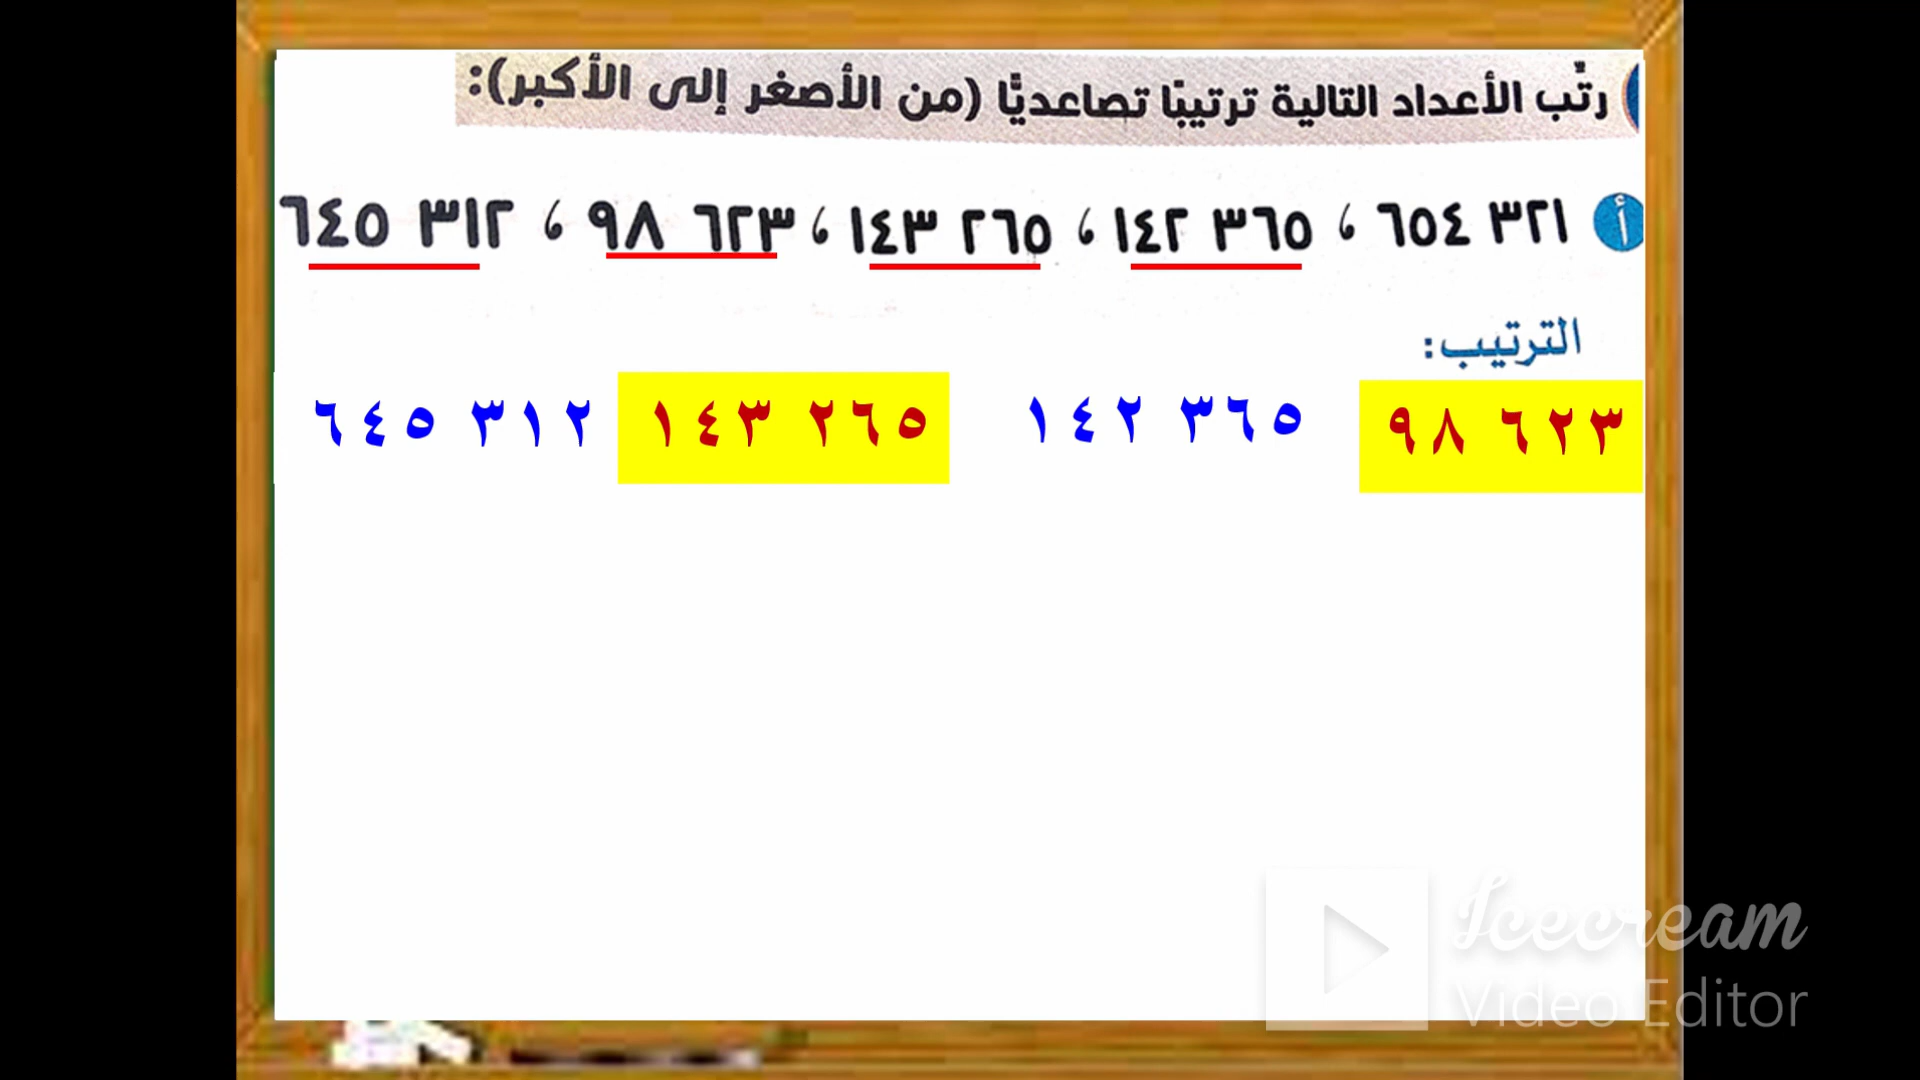 رتّب الأعداد التالية ترتيبًا تصاعديًّا (من الأصغر إلى الأكبر):
أ ٦٥٤ ٣٢١ ، ١٤٢ ٣٦٥ ، ١٤٣ ٢٦٥ ، ٩٨ ٦٢٣ ، ٦٤٥ ٣١٢
الترتيب:
٩٨ ٦٢٣ ١٤٢ ٣٦٥ ١٤٣ ٢٦٥ ٦٤٥ ٣١٢
Icecream
Video Editor